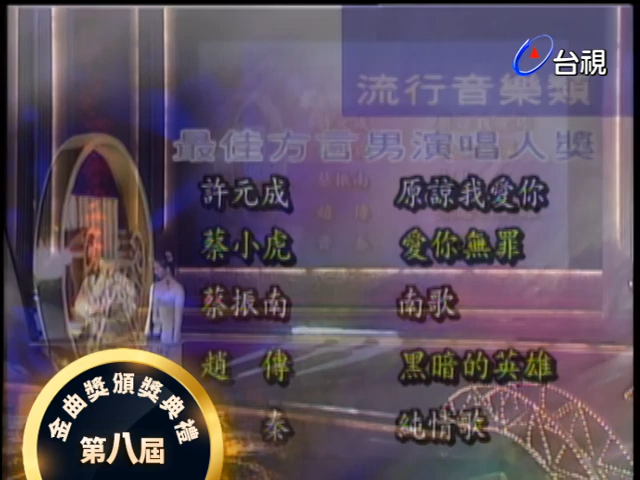 台視
流行音樂類
最佳方言男演唱人獎
許元成 原諒我愛你
蔡小虎 愛你無罪
蔡振南 南歌
趙傳 黑暗的英雄
秦 純情歌
金曲獎頒獎典禮
第八屆